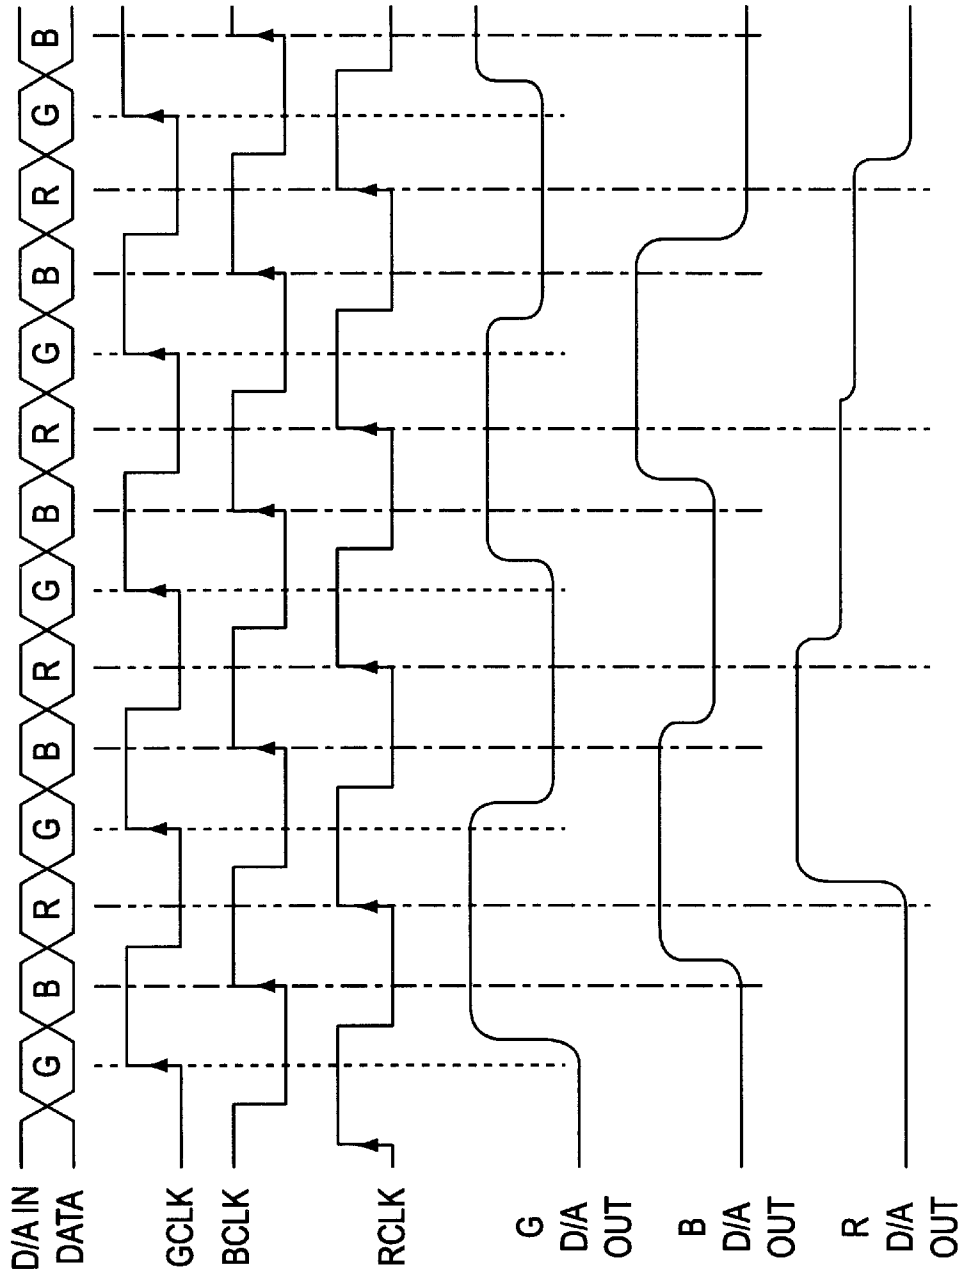 D/A IN
DATA
G B R G B R G B R G B R G B
GCLK
BCLK
RCLK
G
D/A
OUT
B
D/A
OUT
R
D/A
OUT